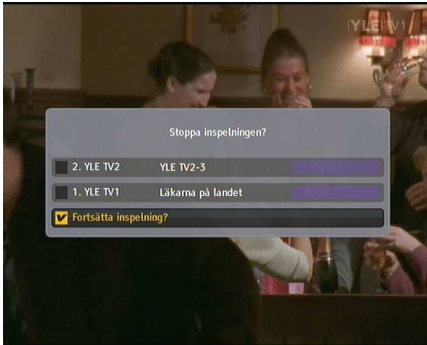 YLE TV1
Stoppa inspelningen?
2. YLE TV2 YLE TV2-3
1. YLE TV1 Läkarna på landet
Fortsätta inspelning?